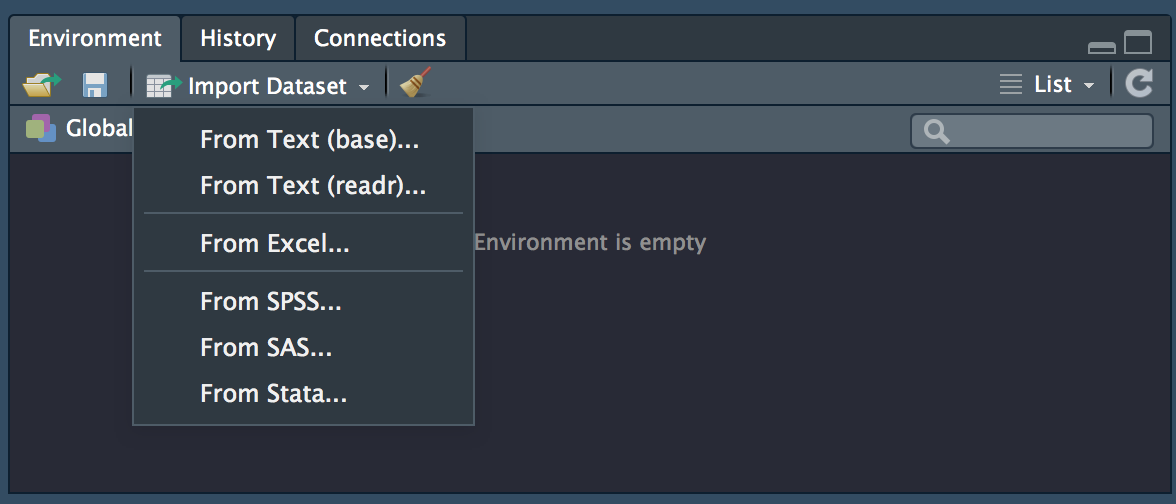 Environment History Connections
Import Dataset List
Global
From Text (base)...
From Text (readr)...
From Excel...
Environment is empty
From SPSS...
From SAS...
From Stata...